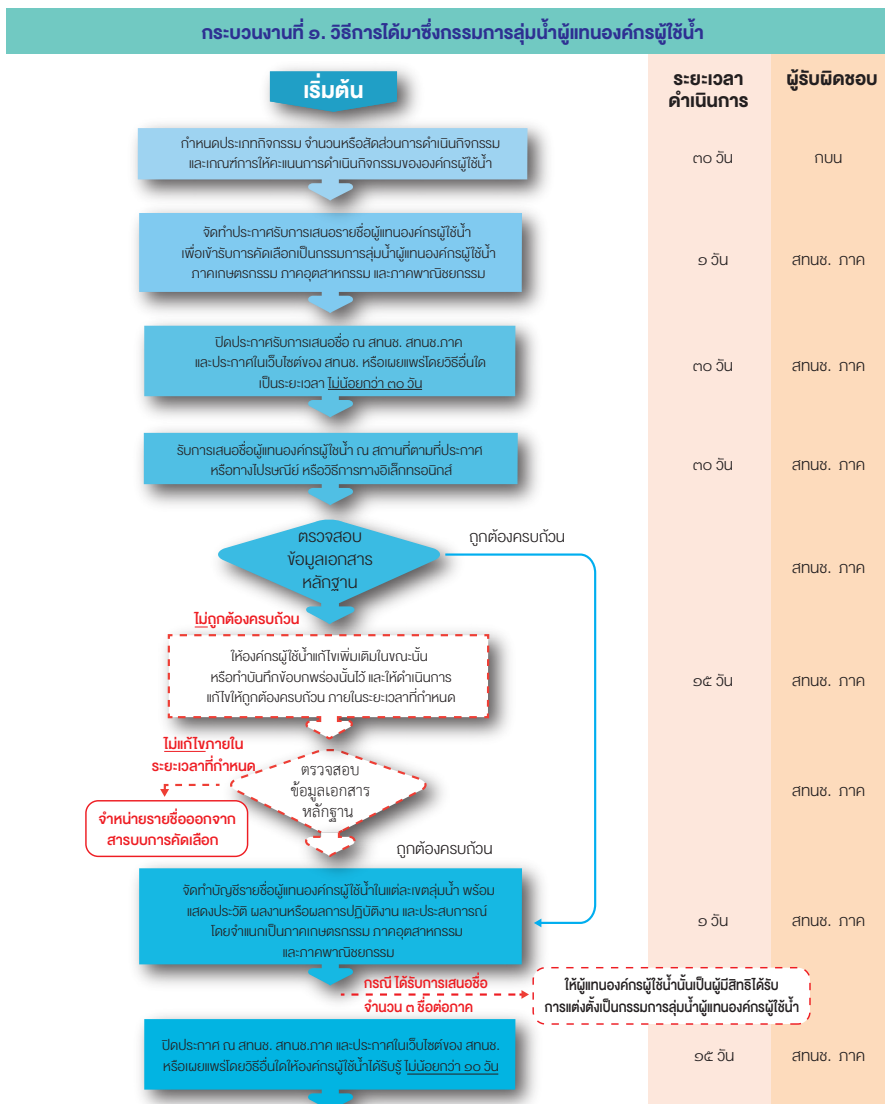 กระบวนงานที่ ๑. วิธีการได้มาซึ่งกรรมการลุ่มน้ำผู้แทนองค์กรผู้ใช้น้ำ
เริ่มต้น
ระยะเวลา
ดำเนินการ
ผู้รับผิดชอบ
กำหนดประเภทกิจกรรม จำนวนหรือสัดส่วนการดำเนินกิจกรรม
และเกณฑ์การให้คะแนนการดำเนินกิจกรรมขององค์กรผู้ใช้น้ำ
๓๐ วัน
กบน
จัดทำประกาศรับการเสนอรายชื่อผู้แทนองค์กรผู้ใช้น้ำ
เพื่อเข้ารับการคัดเลือกเป็นกรรมการลุ่มน้ำผู้แทนองค์กรผู้ใช้น้ำ
ภาคเกษตรกรรม ภาคอุตสาหกรรม และภาคพาณิชยกรรม
๑ วัน
สทนช. ภาค
ปิดประกาศรับการเสนอชื่อ ณ สทนช. สทนช.ภาค
และประกาศในเว็บไซต์ของ สทนช. หรือเผยแพร่โดยวิธีอื่นใด
เป็นระยะเวลา ไม่น้อยกว่า ๓๐ วัน
๓๐ วัน
สทนช. ภาค
รับการเสนอชื่อผู้แทนองค์กรผู้ใช้น้ำ ณ สถานที่ตามที่ประกาศ
หรือทางไปรษณีย์ หรือวิธีการทางอิเล็กทรอนิกส์
๓๐ วัน
สทนช. ภาค
ตรวจสอบ
ข้อมูลเอกสาร
หลักฐาน
ถูกต้องครบถ้วน
สทนช. ภาค
ไม่ถูกต้องครบถ้วน
ให้องค์กรผู้ใช้น้ำแก้ไขเพิ่มเติมในขณะนั้น
หรือทำบันทึกข้อบกพร่องนั้นไว้ และให้ดำเนินการ
แก้ไขให้ถูกต้องครบถ้วน ภายในระยะเวลาที่กำหนด
๑๕ วัน
สทนช. ภาค
ไม่แก้ไขภายใน
ระยะเวลาที่กำหนด
ตรวจสอบ
ข้อมูลเอกสาร
หลักฐาน
สทนช. ภาค
จำหน่ายรายชื่อออกจาก
สารบบการคัดเลือก
ถูกต้องครบถ้วน
จัดทำบัญชีรายชื่อผู้แทนองค์กรผู้ใช้น้ำในแต่ละเขตลุ่มน้ำ พร้อม
แสดงประวัติ ผลงานหรือผลการปฏิบัติงาน และประสบการณ์
โดยจำแนกเป็นภาคเกษตรกรรม ภาคอุตสาหกรรม
และภาคพาณิชยกรรม
๑ วัน
สทนช. ภาค
กรณี ได้รับการเสนอชื่อ
จำนวน ๓ ชื่อต่อภาค
ให้ผู้แทนองค์กรผู้ใช้น้ำนั้นเป็นผู้มีสิทธิได้รับ
การแต่งตั้งเป็นกรรมการลุ่มน้ำผู้แทนองค์กรผู้ใช้น้ำ
ปิดประกาศ ณ สทนช. สทนช.ภาค และประกาศในเว็บไซต์ของ สทนช.
หรือเผยแพร่โดยวิธีอื่นใดให้องค์กรผู้ใช้น้ำได้รับรู้ ไม่น้อยกว่า ๑๐ วัน
๑๕ วัน
สทนช. ภาค